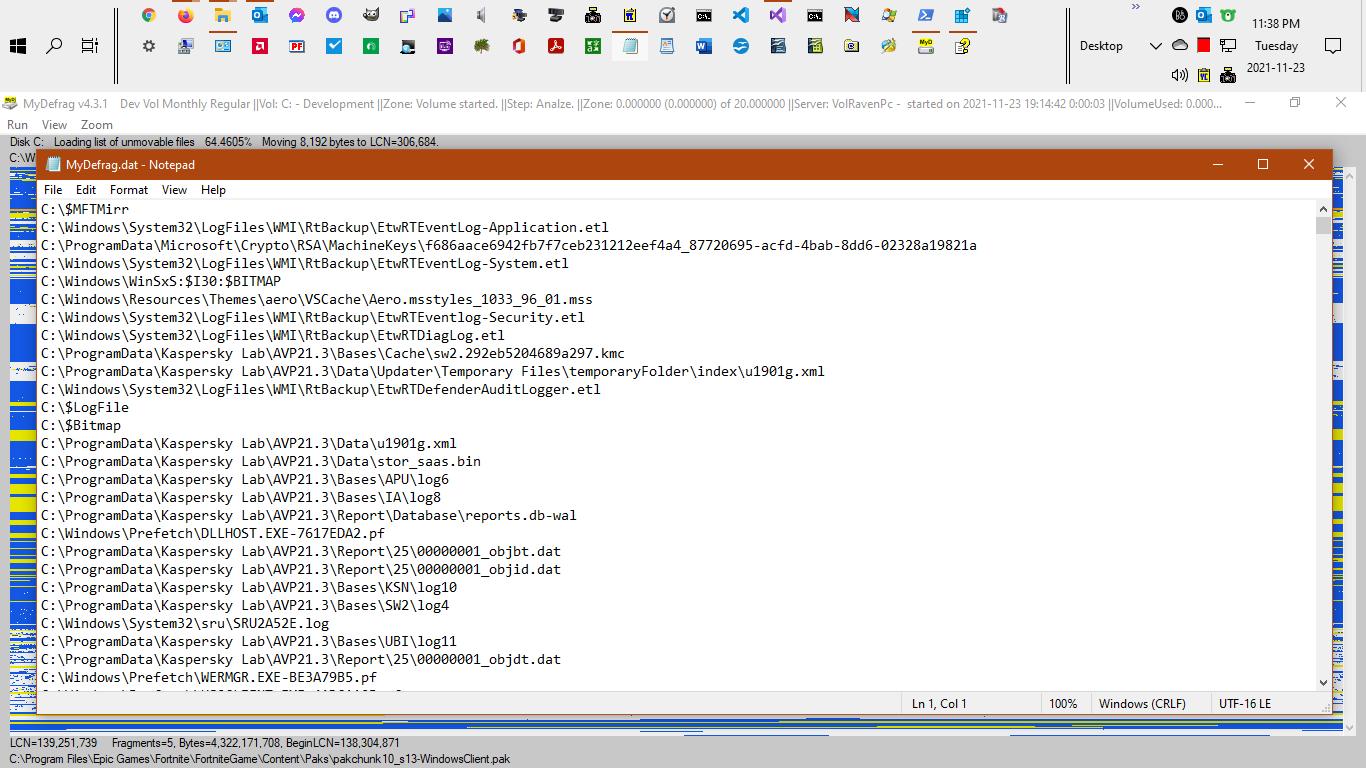 11:38 PM
Desktop
Tuesday
2021-11-23
MyDefrag v4.3.1 Dev Vol Monthly Regular ||Vol: C: - Development ||Zone: Volume started. ||Step: Analze. ||Zone: 0.000000 (0.000000) of 20.000000 ||Server: VolRavenPc - started on 2021-11-23 19:14:42 0:00:03 ||VolumeUsed: 0.000...
Run View Zoom
Disk C: Loading list of unmovable files 64.4605% Moving 8,192 bytes to LCN=306,684.
C:\W
MyDefrag.dat - Notepad
File Edit Format View Help
C:\$MFTMirr
C:\Windows\System32\LogFiles\WMI\RtBackup\EtwRTEventLog-Application.etl
C:\ProgramData\Microsoft\Crypto\RSA\MachineKeys\f686aace6942fb7f7ceb231212eef4a4_87720695-acfd-4bab-8dd6-02328a19821a
C:\Windows\System32\LogFiles\WMI\RtBackup\EtwRTEventLog-System.etl
C:\Windows\WinSxS:$I30:$BITMAP
C:\Windows\Resources\Themes\aero\VSCache\Aero.msstyles_1033_96_01.mss
C:\Windows\System32\LogFiles\WMI\RtBackup\EtwRTEventlog-Security.etl
C:\Windows\System32\LogFiles\WMI\RtBackup\EtwRTDiagLog.etl
C:\ProgramData\Kaspersky Lab\AVP21.3\Bases\Cache\sw2.292eb5204689a297.kmc
C:\ProgramData\Kaspersky Lab\AVP21.3\Data\Updater\Temporary Files\temporaryFolder\index\u1901g.xml
C:\Windows\System32\LogFiles\WMI\RtBackup\EtwRTDefenderAuditLogger.etl
C:\$LogFile
C:\$Bitmap
C:\ProgramData\Kaspersky Lab\AVP21.3\Data\u1901g.xml
C:\ProgramData\Kaspersky Lab\AVP21.3\Data\stor_saas.bin
C:\ProgramData\Kaspersky Lab\AVP21.3\Bases\APU\log6
C:\ProgramData\Kaspersky Lab\AVP21.3\Bases\IA\log8
C:\ProgramData\Kaspersky Lab\AVP21.3\Report\Database\reports.db-wal
C:\Windows\Prefetch\DLLHOST.EXE-7617EDA2.pf
C:\ProgramData\Kaspersky Lab\AVP21.3\Report\25\00000001_objbt.dat
C:\ProgramData\Kaspersky Lab\AVP21.3\Report\25\00000001_objid.dat
C:\ProgramData\Kaspersky Lab\AVP21.3\Bases\KSN\log10
C:\ProgramData\Kaspersky Lab\AVP21.3\Bases\SW2\log4
C:\Windows\System32\sru\SRU2A52E.log
C:\ProgramData\Kaspersky Lab\AVP21.3\Bases\UBI\log11
C:\ProgramData\Kaspersky Lab\AVP21.3\Report\25\00000001_objdt.dat
C:\Windows\Prefetch\WERMGR.EXE-BE3A79B5.pf
Ln 1, Col 1 100% Windows (CRLF) UTF-16 LE
LCN=139,251,739 Fragments=5, Bytes=4,322,171,708, BeginLCN=138,304,871
C:\Program Files\Epic Games\Fortnite\FortniteGame\Content\Paks\pakchunk10_s13-WindowsClient.pak